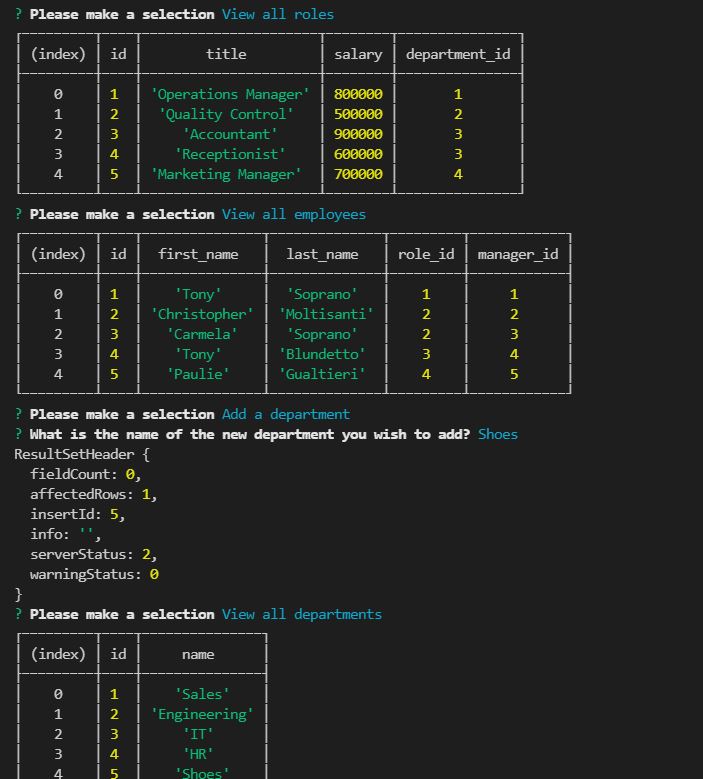 ? Please make a selection View all roles
(index) id title salary department_id
0 1 'Operations Manager' 800000 1
1 2 'Quality Control' 500000 2
2 3 'Accountant' 900000 3
3 4 'Receptionist' 600000 3
4 5 'Marketing Manager' 700000 4
? Please make a selection View all employees
(index) id first_name last_name role_id manager_id
0 1 'Tony' 'Soprano' 1 1
1 2 'Christopher' 'Moltisanti' 2 2
2 3 'Carmela' 'Soprano' 2 3
3 4 'Tony' 'Blundetto' 3 4
4 5 'Paulie' 'Gualtieri' 4 5
? Please make a selection Add a department
? What is the name of the new department you wish to add? Shoes
ResultSetHeader {
fieldCount: 0,
affectedRows: 1,
insertId: 5,
info: '',
serverStatus: 2,
warningStatus: 0
}
? Please make a selection View all departments
(index) id name
0 1 'Sales'
1 2 'Engineering'
2 3 'IT'
3 4 'HR'
4 5 'Shoes'